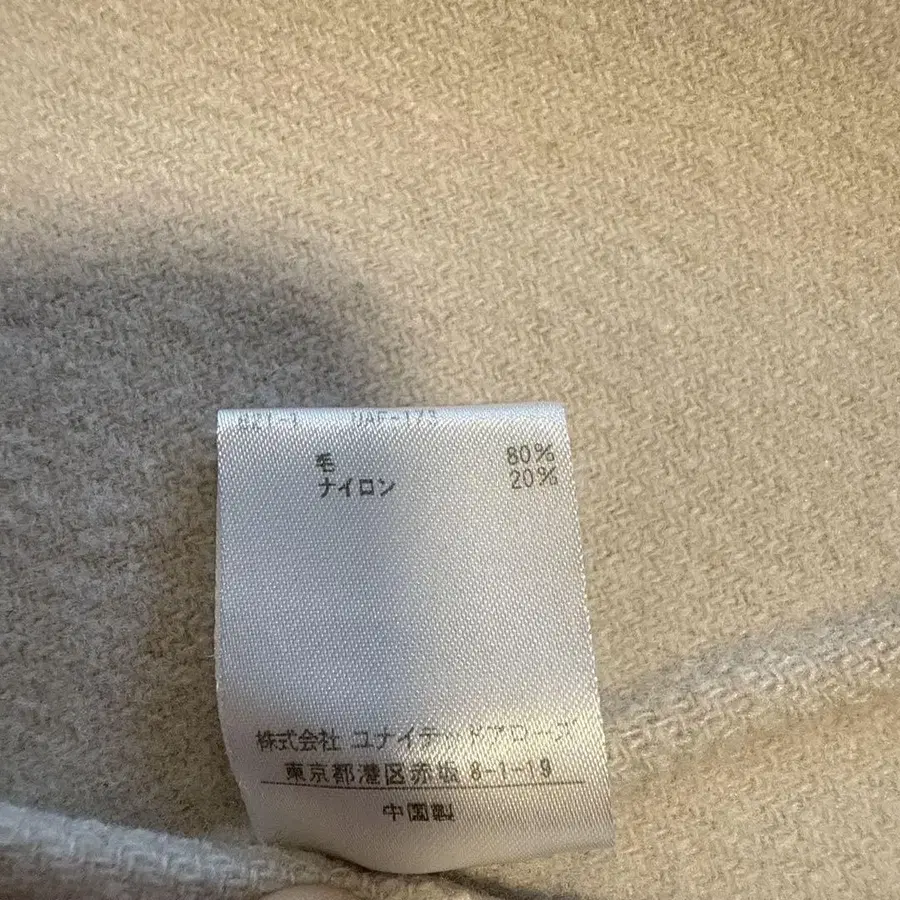 毛 80%
ナイロン 20%
株式会社 ユナイテッドアローズ
東京都港区赤坂 8-1-19
中国製